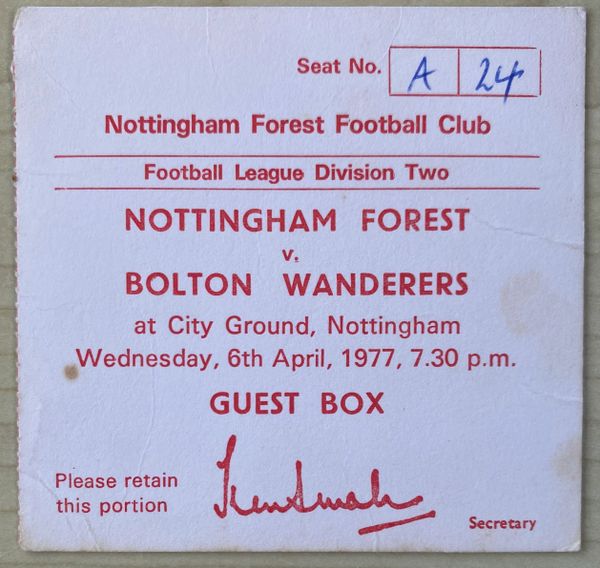 Seat No. A 24
Nottingham Forest Football Club
Football League Division Two
NOTTINGHAM FOREST
v.
BOLTON WANDERERS
at City Ground, Nottingham
Wednesday, 6th April, 1977, 7.30 p.m.
GUEST BOX
Please retain
this portion
Secretary